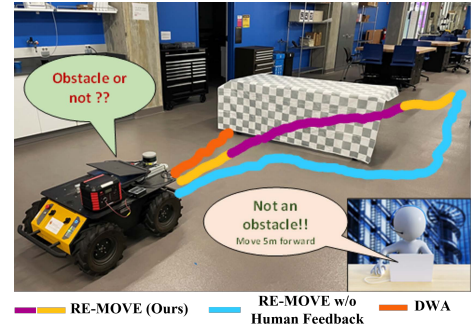 Obstacle or
not ??
Not an
obstacle!!
Move 5m forward
RE-MOVE (Ours)
RE-MOVE w/o
Human Feedback
DWA